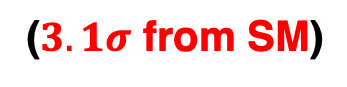 (3.1σ from SM)